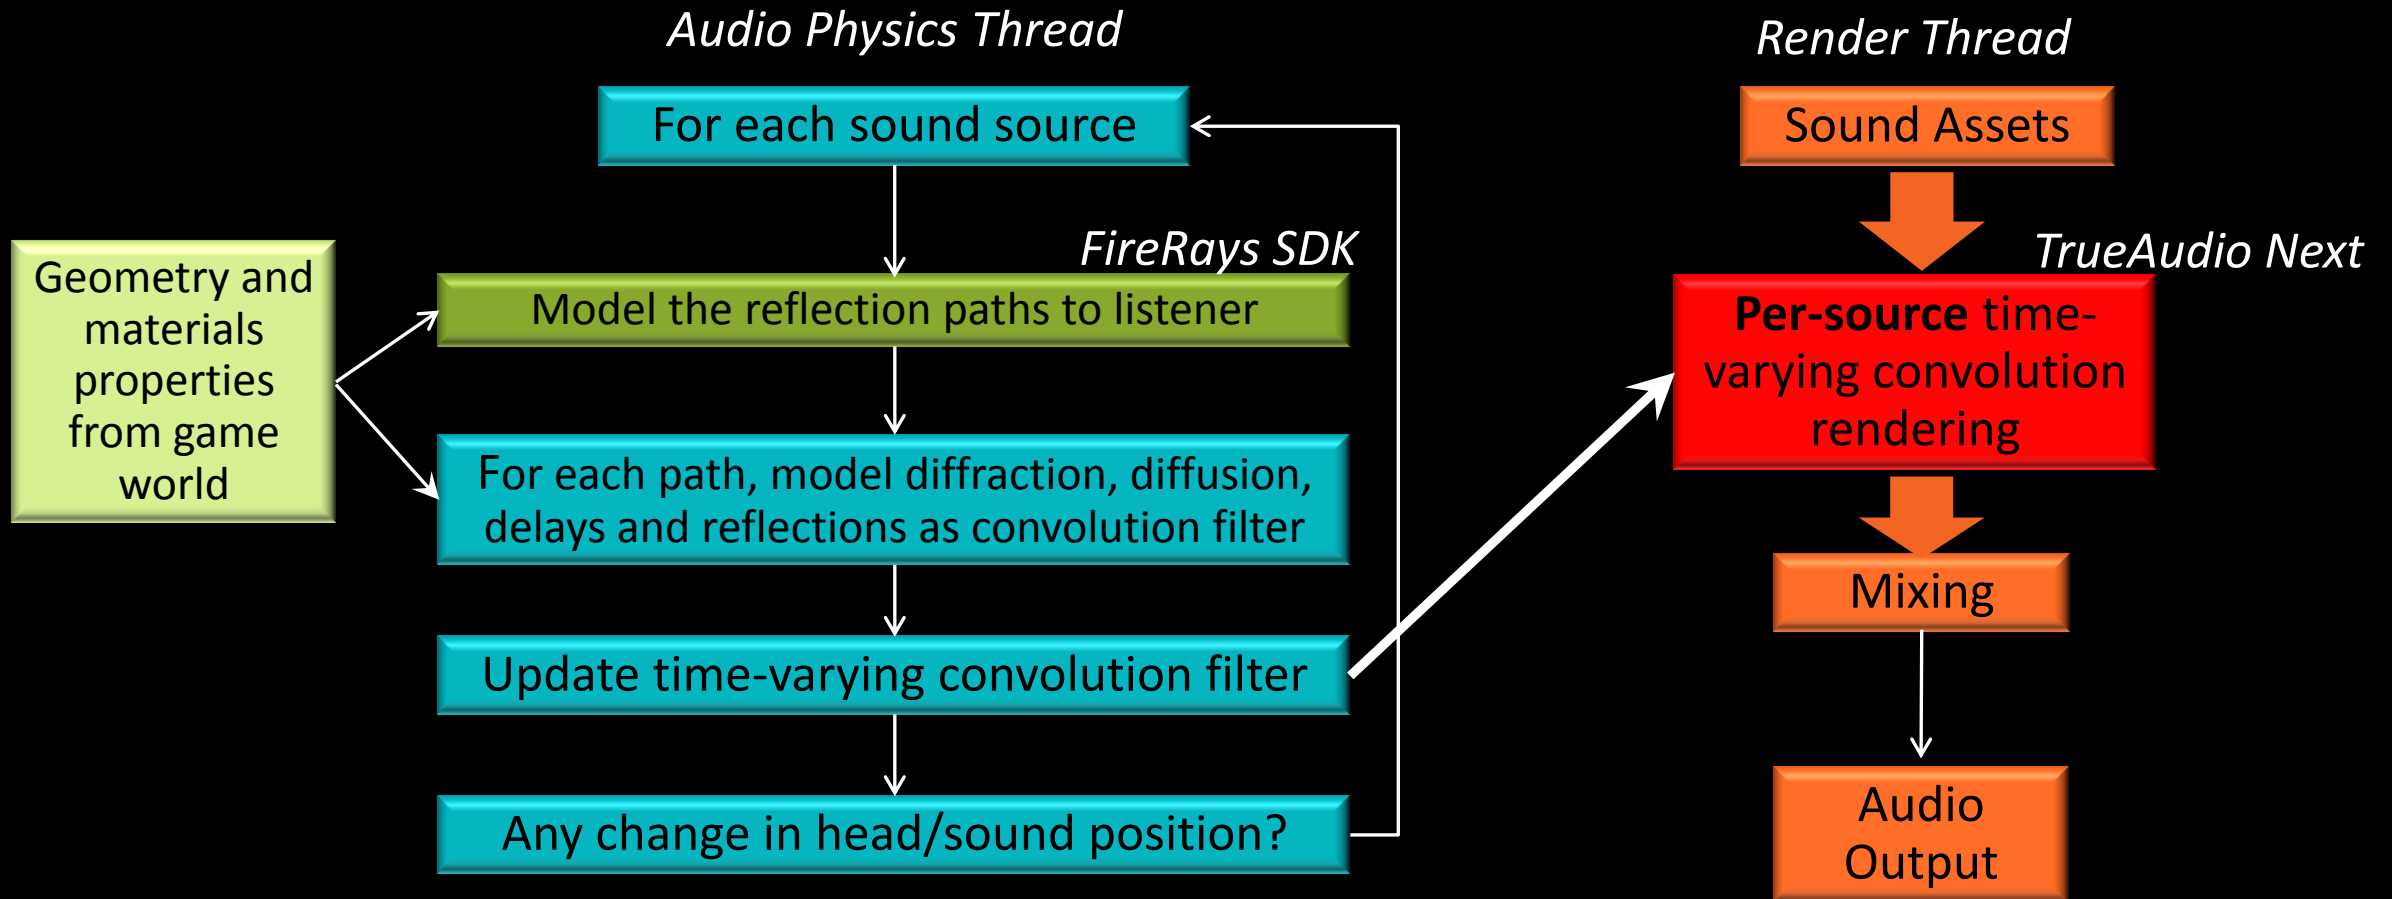 Audio Physics Thread
For each sound source
Geometry and
materials
properties
from game
world
FireRays SDK
Model the reflection paths to listener
For each path, model diffraction, diffusion,
delays and reflections as convolution filter
Update time-varying convolution filter
Any change in head/sound position?
Render Thread
Sound Assets
TrueAudio Next
Per-source time-
varying convolution
rendering
Mixing
Audio
Output